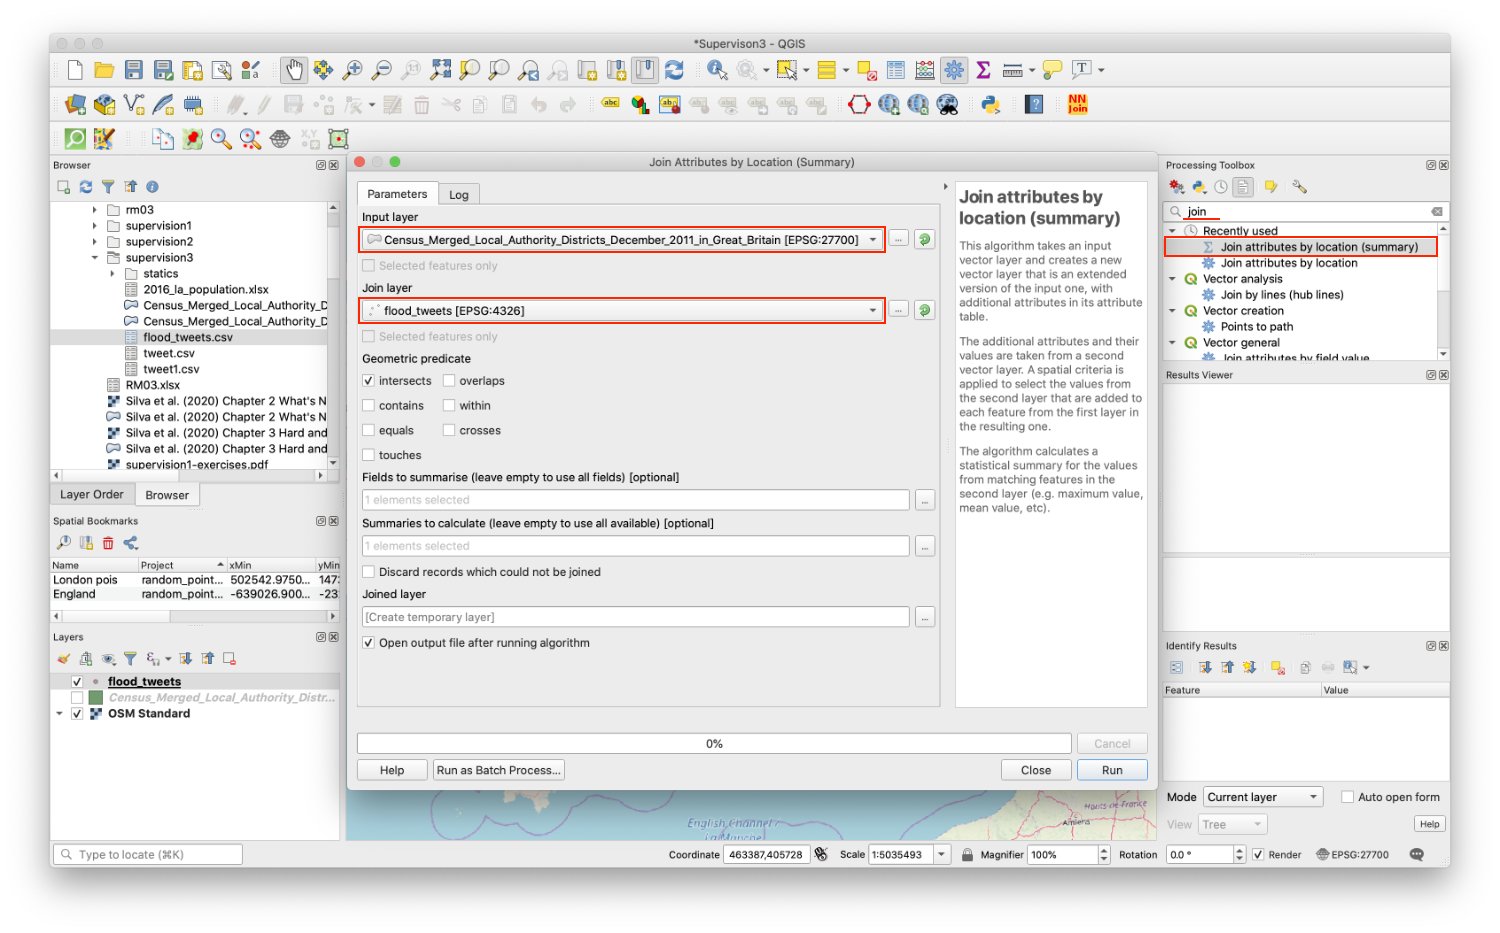 *Supervison3 - QGIS
NN
join
Browser
rm03
supervision1
supervision2
supervision3
statics
2016_la_population.xlsx
Census_Merged_Local_Authority_D
Census_Merged_Local_Authority_D
flood_tweets.csv
tweet.csv
tweet1.csv
RM03.xlsx
Silva et al. (2020) Chapter 2 What's N
Silva et al. (2020) Chapter 2 What's N
Silva et al. (2020) Chapter 3 Hard and
Silva et al. (2020) Chapter 3 Hard and
supervision1-exercises.pdf
Layer Order
Browser
Spatial Bookmarks
Name Project xMin yMin
London pois random_point... 502542.9750... 1473
England random_point... -639026.900... -23
Layers
flood_tweets
Census_Merged_Local_Authority_Distr...
OSM Standard
Type to locate (⌘K)
Join Attributes by Location (Summary)
Parameters
Log
Input layer
Census_Merged_Local_Authority_Districts_December_2011_in_Great_Britain [EPSG:27700]
Selected features only
Join layer
flood_tweets [EPSG:4326]
Selected features only
Geometric predicate
intersects overlaps
contains within
equals crosses
touches
Fields to summarise (leave empty to use all fields) [optional]
1 elements selected
Summaries to calculate (leave empty to use all available) [optional]
1 elements selected
Discard records which could not be joined
Joined layer
[Create temporary layer]
Open output file after running algorithm
Join attributes by
location (summary)
This algorithm takes an input
vector layer and creates a new
vector layer that is an extended
version of the input one, with
additional attributes in its attribute
table.
The additional attributes and their
values are taken from a second
vector layer. A spatial criteria is
applied to select the values from
the second layer that are added to
each feature from the first layer in
the resulting one.
The algorithm calculates a
statistical summary for the values
from matching features in the
second layer (e.g. maximum value,
mean value, etc).
0%
Cancel
Help
Run as Batch Process...
Close
Run
English Channel
La Manche
Hauts-de-France
Amiens
Processing Toolbox
join
Recently used
Join attributes by location (summary)
Join attributes by location
Vector analysis
Join by lines (hub lines)
Vector creation
Points to path
Vector general
Join attributes by field value
Results Viewer
Identify Results
Feature Value
Mode Current layer Auto open form
View Tree Help
Coordinate 463387,405728 Scale 1:5035493 Magnifier 100% Rotation 0.0 ° Render EPSG:27700